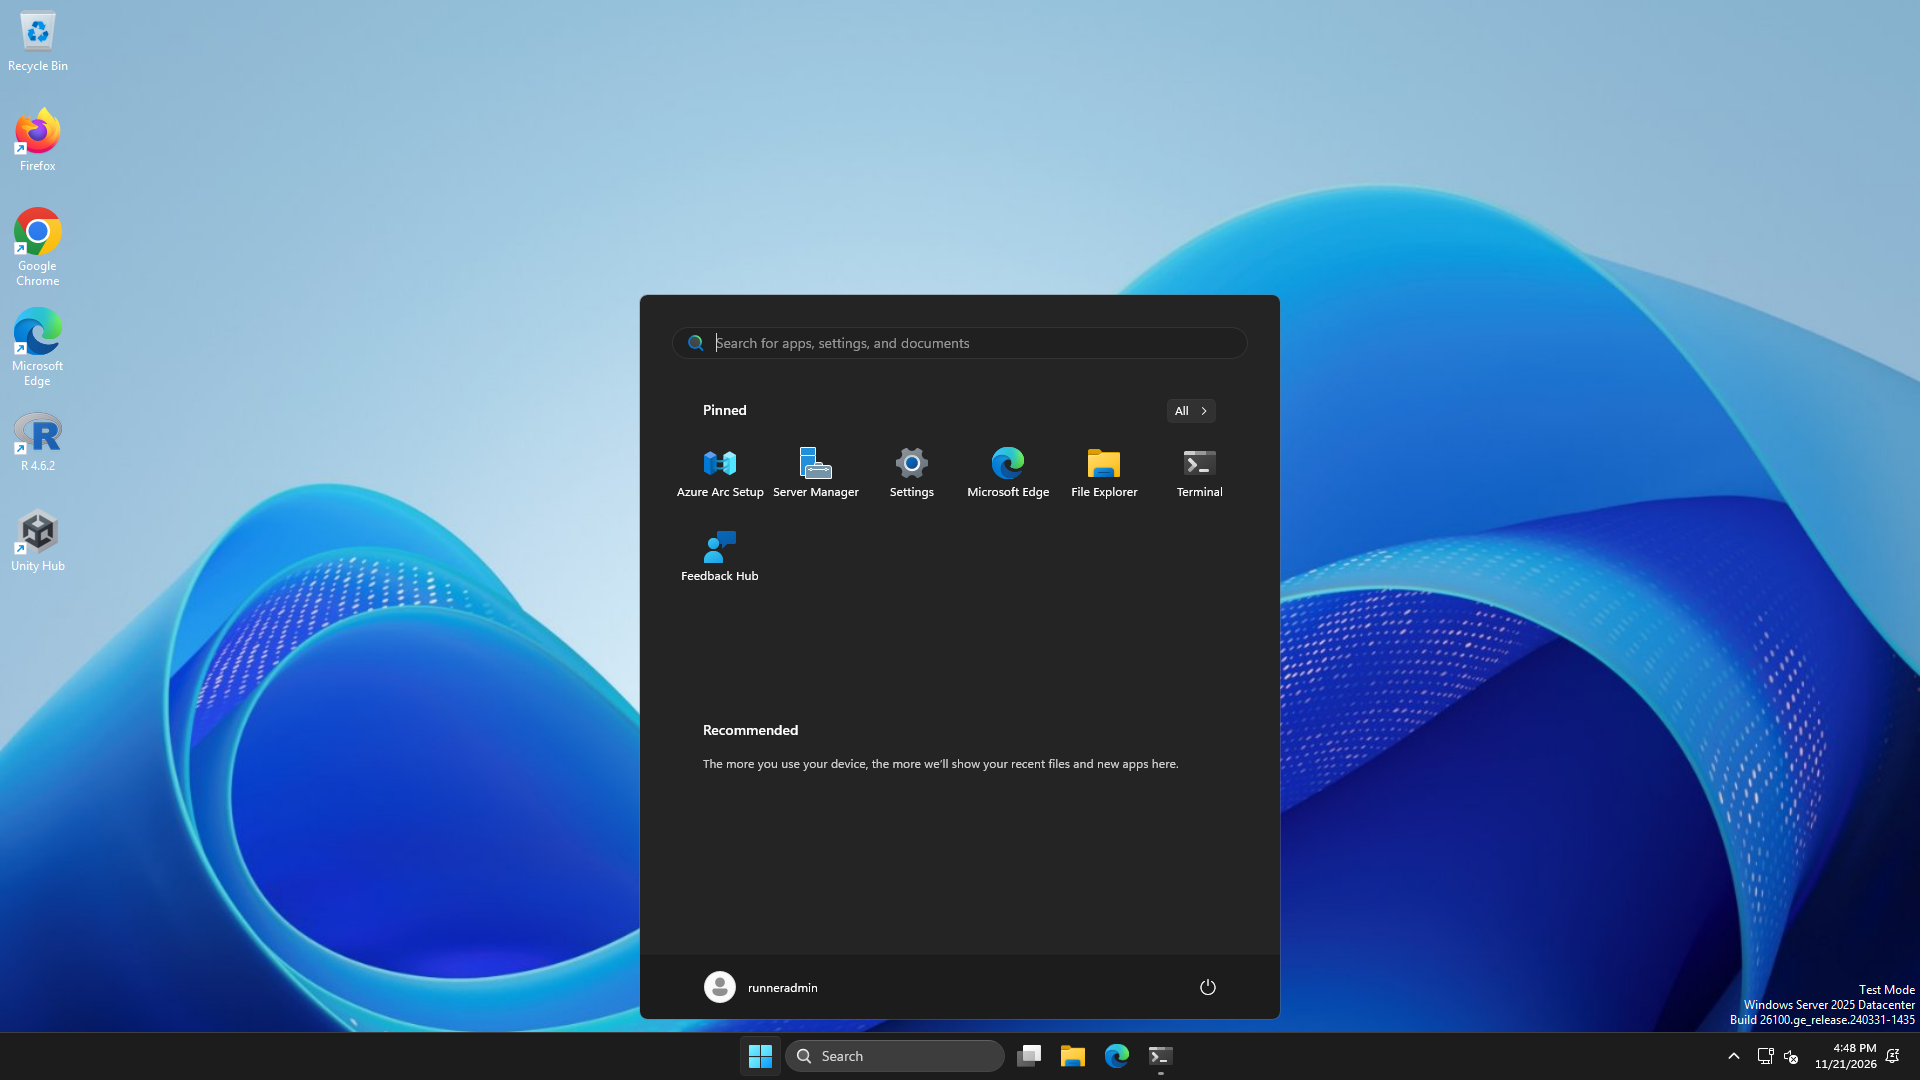 Recycle Bin
Firefox
Google
Chrome
Microsoft
Edge
R 4.6.2
Unity Hub
Search for apps, settings, and documents
Pinned
All
Azure Arc Setup
Server Manager
Settings
Microsoft Edge
File Explorer
Terminal
Feedback Hub
Recommended
The more you use your device, the more we'll show your recent files and new apps here.
runneradmin
Test Mode
Windows Server 2025 Datacenter
Build 26100.ge_release.240331-1435
Search
4:48 PM
11/21/2026